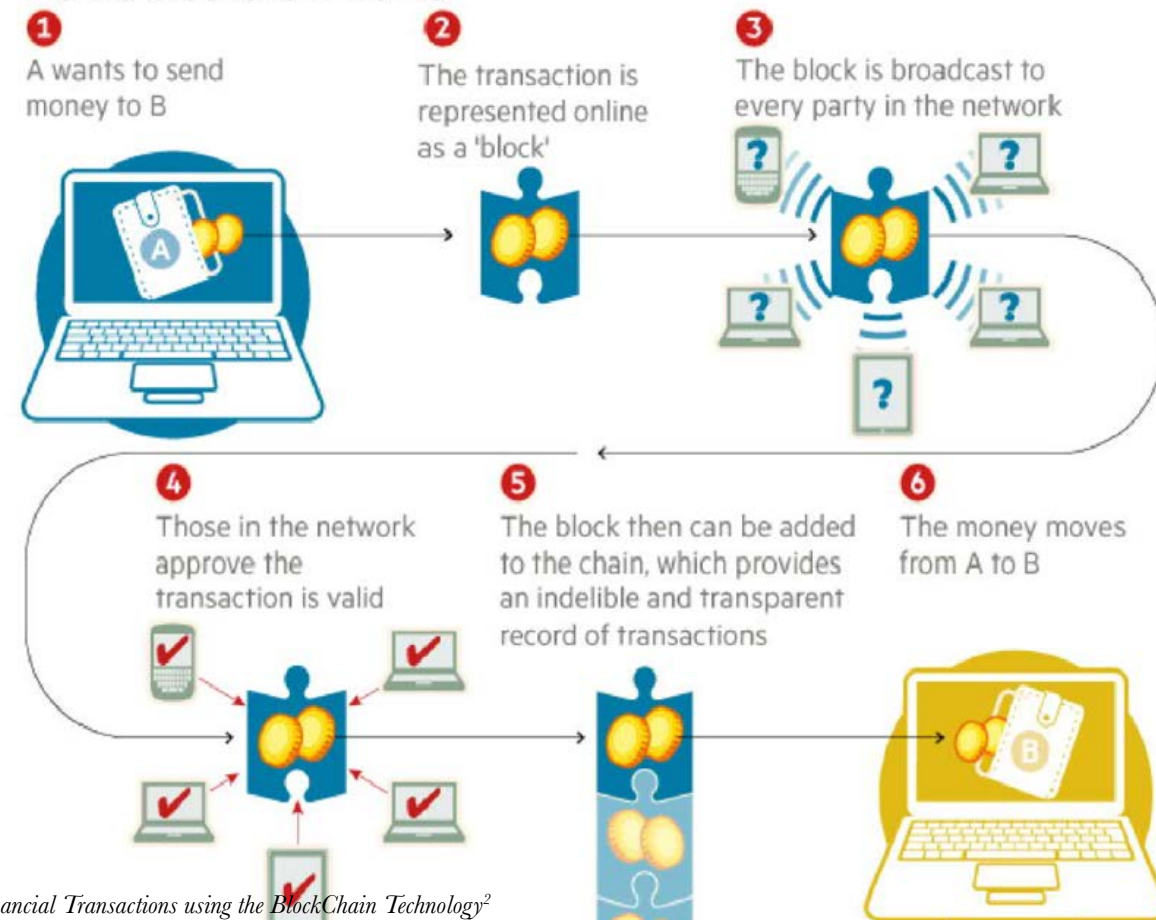 1
A wants to send
money to B
2
The transaction is
represented online
as a 'block'
3
The block is broadcast to
every party in the network
A
?
?
?
?
?
4
Those in the network
approve the
transaction is valid
5
The block then can be added
to the chain, which provides
an indelible and transparent
record of transactions
6
The money moves
from A to B
B
ancial Transactions using the BlockChain Technology²